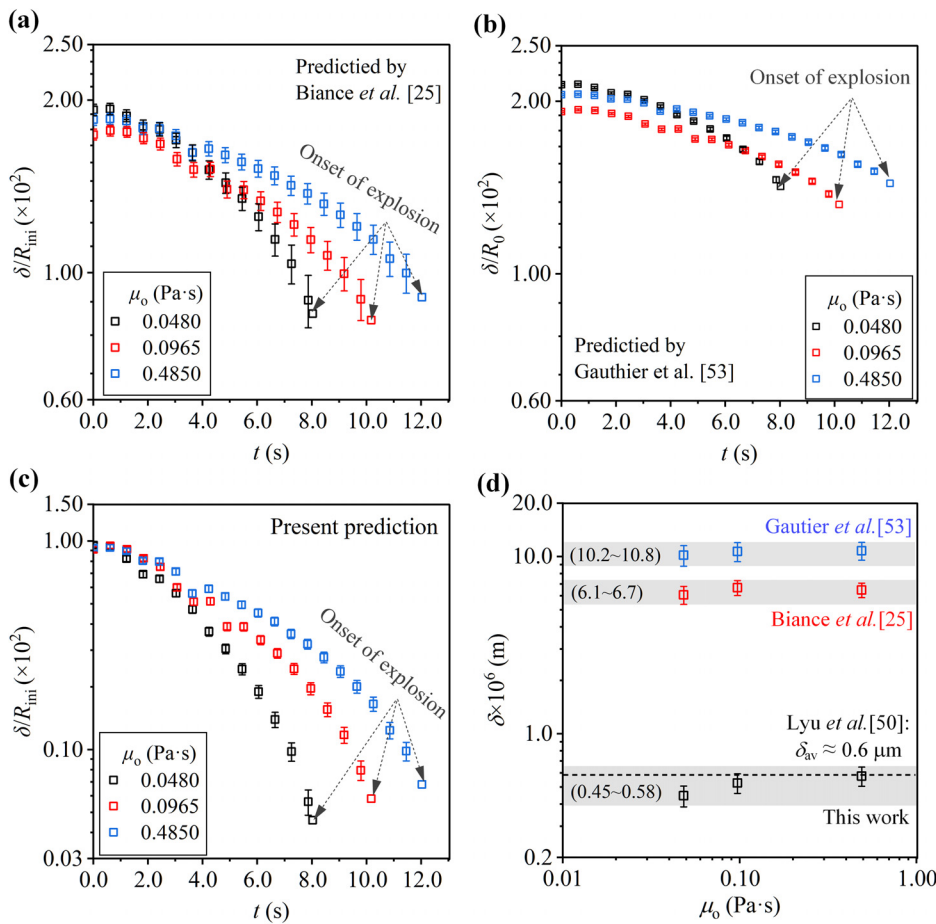 (a)
2.50
2.00
1.00
0.60
δ/R_ini (×10²)
Predictied by
Biance et al. [25]
Onset of explosion
μ_o (Pa·s)
0.0480
0.0965
0.4850
0.0 2.0 4.0 6.0 8.0 10.0 12.0
t (s)
(b)
2.50
2.00
1.00
0.60
δ/R_0 (×10²)
Onset of explosion
Predictied by
Gauthier et al. [53]
μ_o (Pa·s)
0.0480
0.0965
0.4850
0.0 2.0 4.0 6.0 8.0 10.0 12.0
t (s)
(c)
1.50
1.00
0.10
0.03
δ/R_ini (×10²)
Present prediction
Onset of explosion
μ_o (Pa·s)
0.0480
0.0965
0.4850
0.0 2.0 4.0 6.0 8.0 10.0 12.0
t (s)
(d)
20.0
10.0
1.0
0.2
δ×10⁶ (m)
Gautier et al.[53]
(10.2~10.8)
(6.1~6.7)
Biance et al.[25]
Lyu et al.[50]:
δ_av ≈ 0.6 μm
(0.45~0.58)
This work
0.01 0.10 1.00
μ_o (Pa·s)